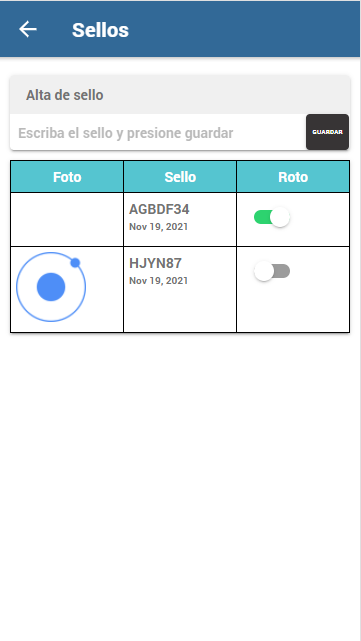 Sellos
Alta de sello
Escriba el sello y presione guardar
GUARDAR
Foto Sello Roto
AGBDF34
Nov 19, 2021
HJYN87
Nov 19, 2021